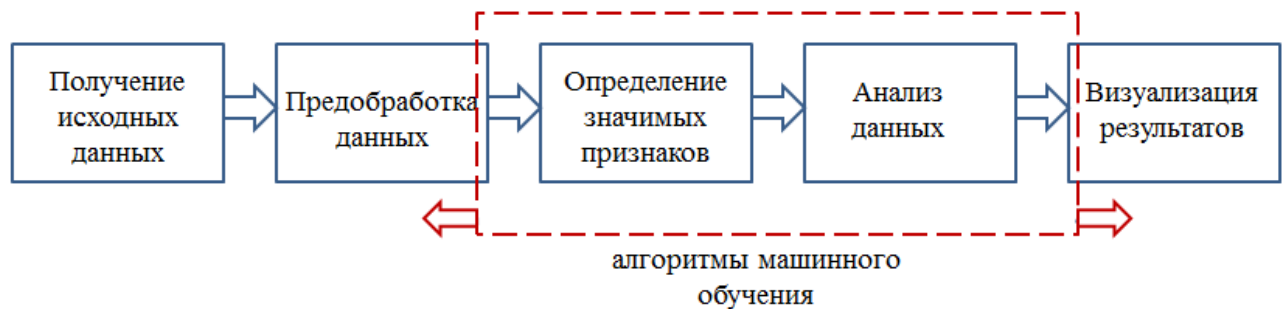 Получение
исходных
данных
Предобработка
данных
Определение
значимых
признаков
Анализ
данных
Визуализация
результатов
алгоритмы машинного
обучения